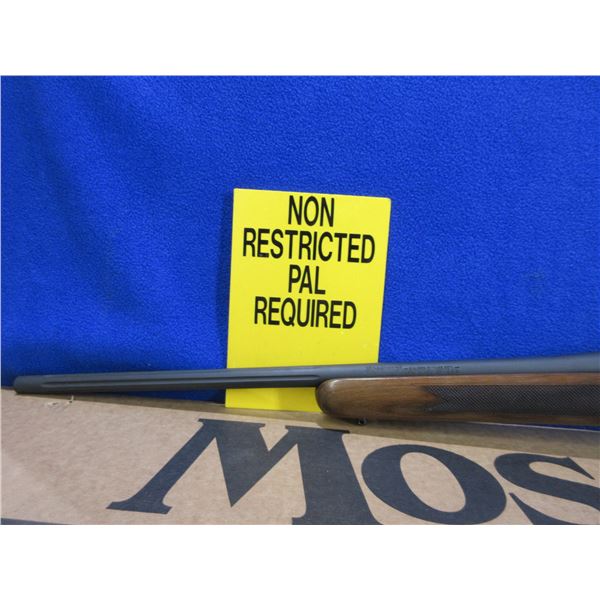 NON
RESTRICTED
PAL
REQUIRED
MOS